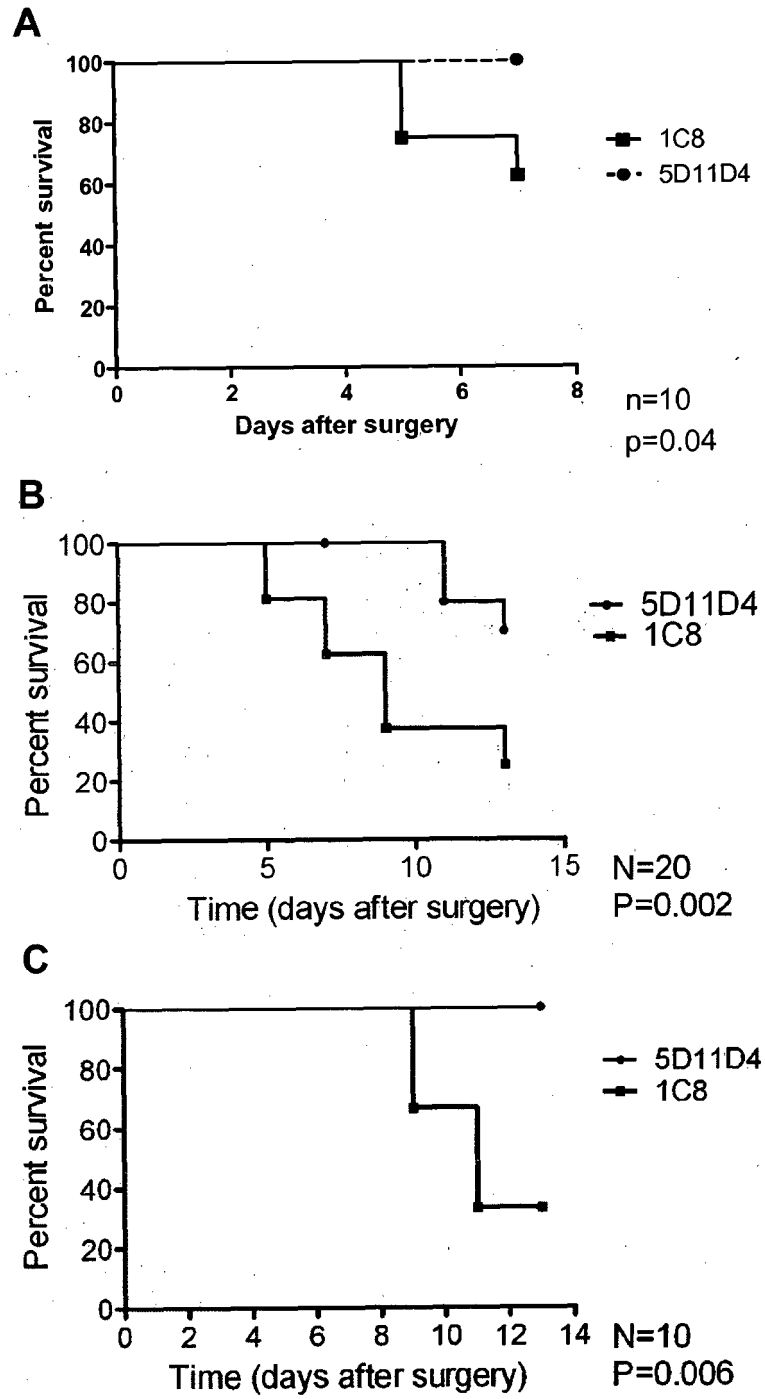 A
100
80
60
40
20
0
Percent survival
0 2 4 6 8
Days after surgery
1C8
5D11D4
n=10
p=0.04
B
100
80
60
40
20
0
Percent survival
0 5 10 15
Time (days after surgery)
5D11D4
1C8
N=20
P=0.002
C
100
80
60
40
20
0
Percent survival
0 2 4 6 8 10 12 14
Time (days after surgery)
5D11D4
1C8
N=10
P=0.006